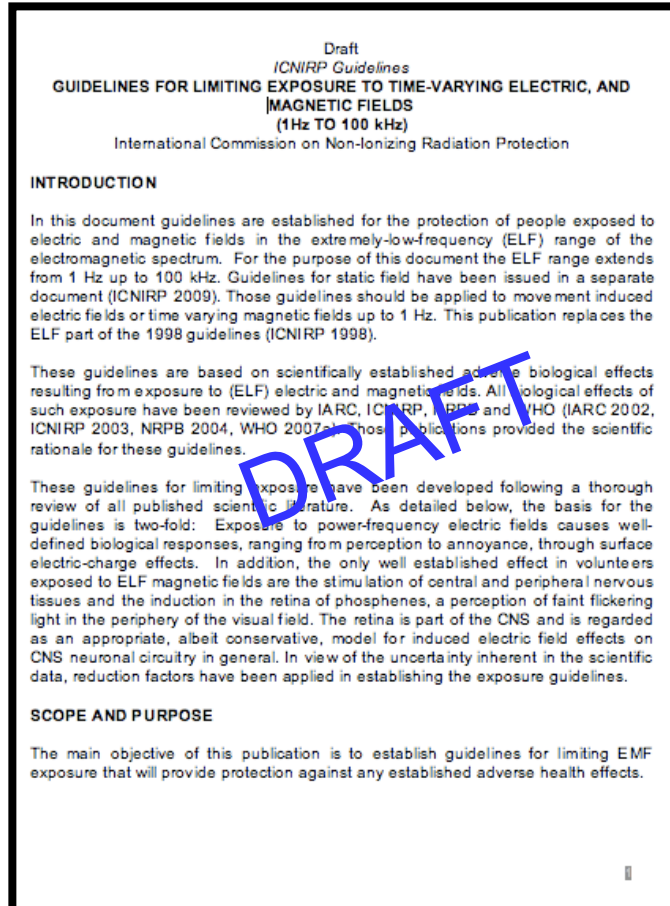 Draft
ICNIRP Guidelines
GUIDELINES FOR LIMITING EXPOSURE TO TIME-VARYING ELECTRIC, AND
MAGNETIC FIELDS
(1Hz TO 100 kHz)
International Commission on Non-Ionizing Radiation Protection
INTRODUCTION
In this document guidelines are established for the protection of people exposed to
electric and magnetic fields in the extremely-low-frequency (ELF) range of the
electromagnetic spectrum. For the purpose of this document the ELF range extends
from 1 Hz up to 100 kHz. Guidelines for static field have been issued in a separate
document (ICNIRP 2009). Those guidelines should be applied to movement induced
electric fields or time varying magnetic fields up to 1 Hz. This publication replaces the
ELF part of the 1998 guidelines (ICNIRP 1998).
These guidelines are based on scientifically established adverse biological effects
resulting from exposure to (ELF) electric and magnetic fields. All biological effects of
such exposure have been reviewed by IARC, ICNIRP, NRPB and WHO (IARC 2002,
ICNIRP 2003, NRPB 2004, WHO 2007a). Those publications provided the scientific
rationale for these guidelines.
These guidelines for limiting exposure have been developed following a thorough
review of all published scientific literature. As detailed below, the basis for the
guidelines is two-fold: Exposure to power-frequency electric fields causes well-
defined biological responses, ranging from perception to annoyance, through surface
electric-charge effects. In addition, the only well established effect in volunteers
exposed to ELF magnetic fields are the stimulation of central and peripheral nervous
tissues and the induction in the retina of phosphenes, a perception of faint flickering
light in the periphery of the visual field. The retina is part of the CNS and is regarded
as an appropriate, albeit conservative, model for induced electric field effects on
CNS neuronal circuitry in general. In view of the uncertainty inherent in the scientific
data, reduction factors have been applied in establishing the exposure guidelines.
DRAFT
SCOPE AND PURPOSE
The main objective of this publication is to establish guidelines for limiting EMF
exposure that will provide protection against any established adverse health effects.
1